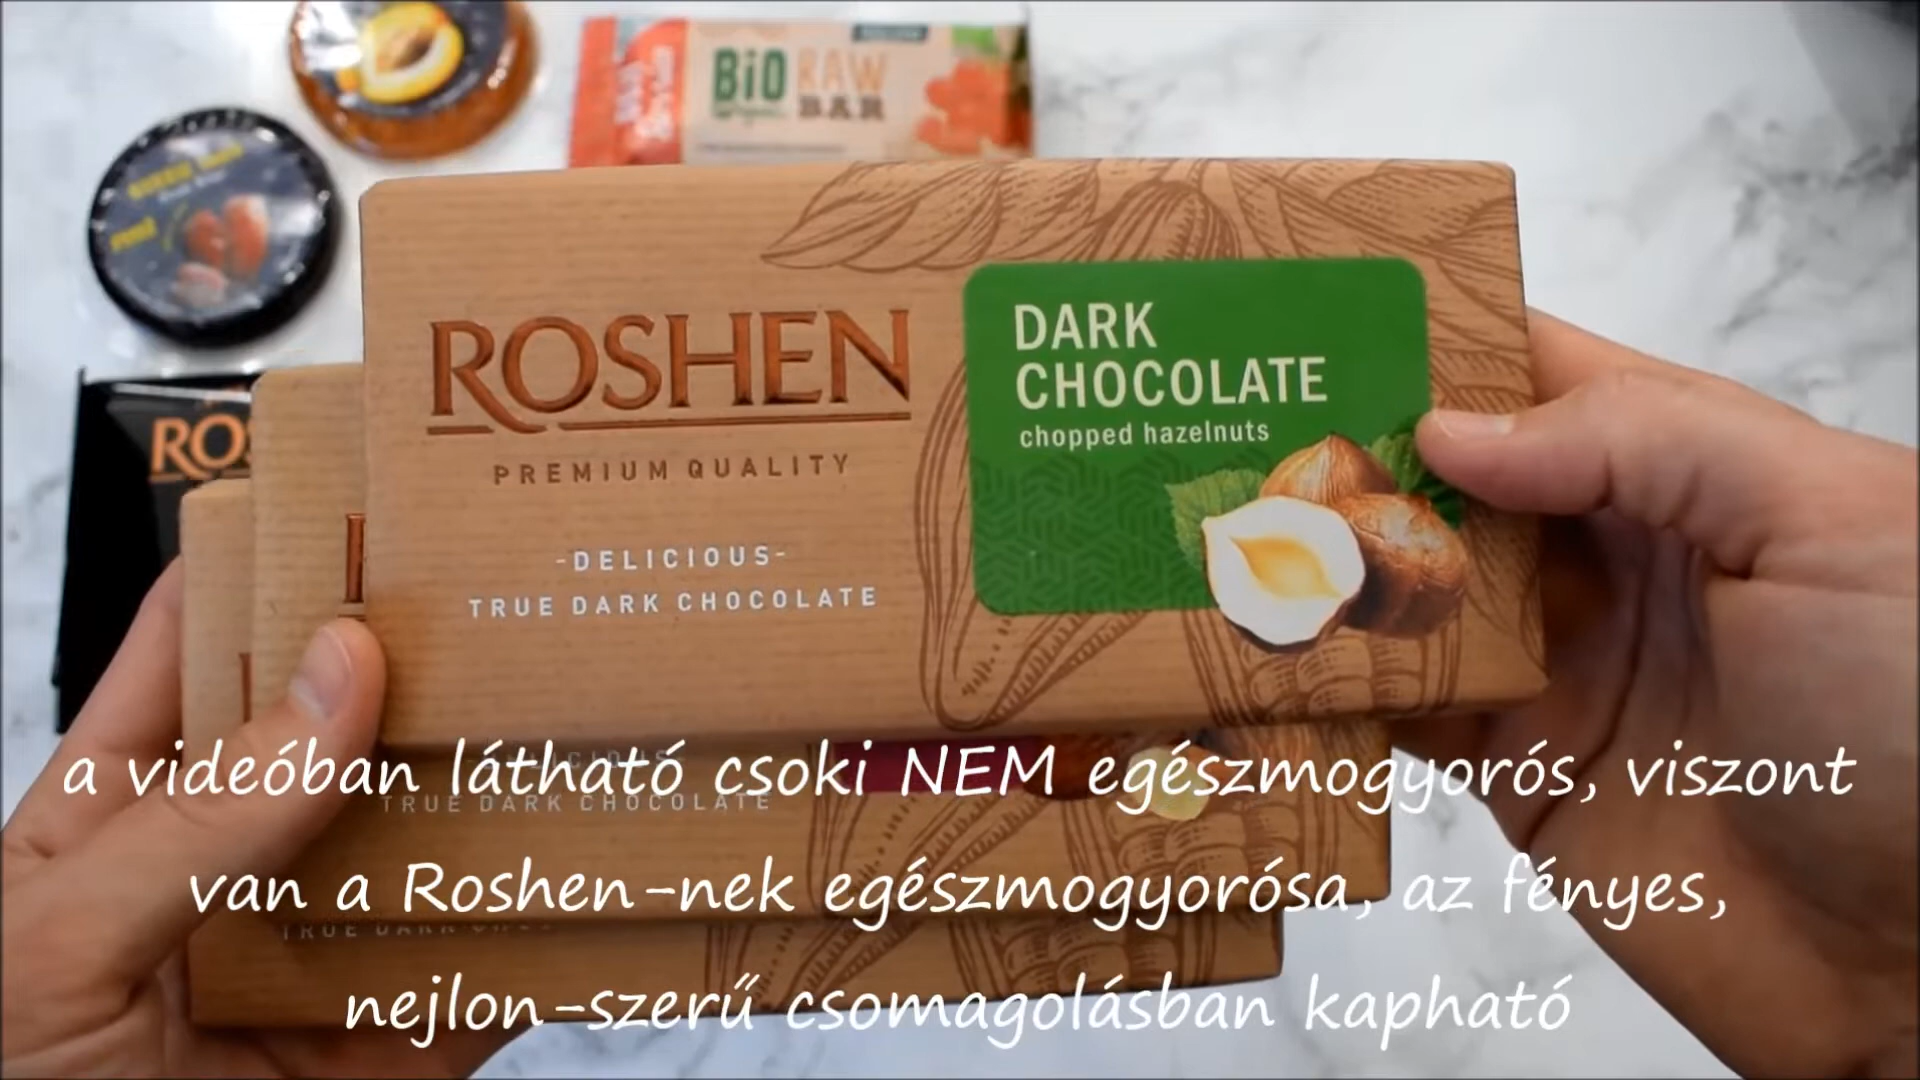 BiO RAW
BAR
ROSHEN
PREMIUM QUALITY
-DELICIOUS-
TRUE DARK CHOCOLATE
DARK
CHOCOLATE
chopped hazelnuts
RO
TRUE DARK CHOCOLATE
a videóban látható csoki NEM egészmogyorós, viszont
van a Roshen-nek egészmogyorósa, az fényes,
nejlon-szerű csomagolásban kapható